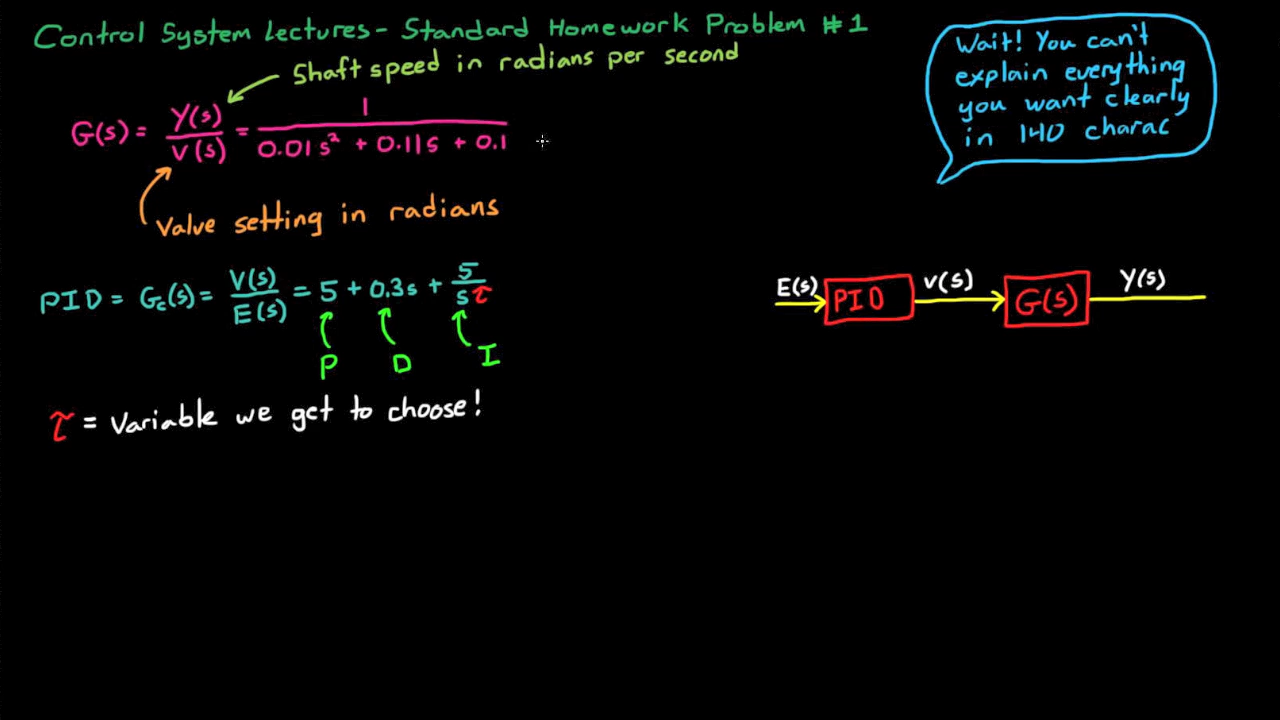 Control System Lectures - Standard Homework Problem #1
Shaft speed in radians per second
G(s) = Y(s)/V(s) = 1/(0.01s² + 0.11s + 0.1)
Valve setting in radians
PID = Gc(s) = V(s)/E(s) = 5 + 0.3s + 5/(sτ)
P D I
τ = Variable we get to choose!
Wait! You can't
explain everything
you want clearly
in 140 charac
E(s) PID V(s) G(s) Y(s)